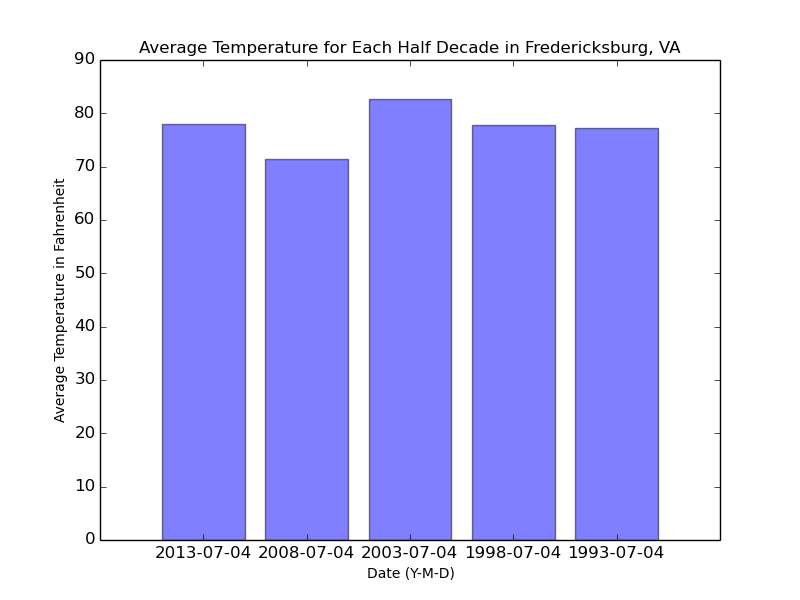 Average Temperature for Each Half Decade in Fredericksburg, VA
90
80
70
60
50
40
30
20
10
0
Average Temperature in Fahrenheit
2013-07-04 2008-07-04 2003-07-04 1998-07-04 1993-07-04
Date (Y-M-D)